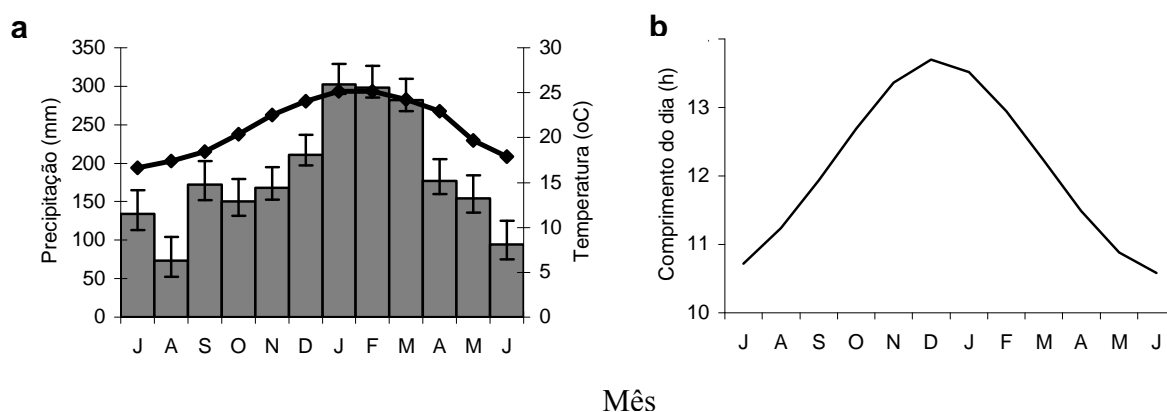 a
350
300
250
200
150
100
50
0
Precipitação (mm)
30
25
20
15
10
5
0
Temperatura (oC)
J A S O N D J F M A M J
b
13
12
11
10
Comprimento do dia (h)
J A S O N D J F M A M J
Mês